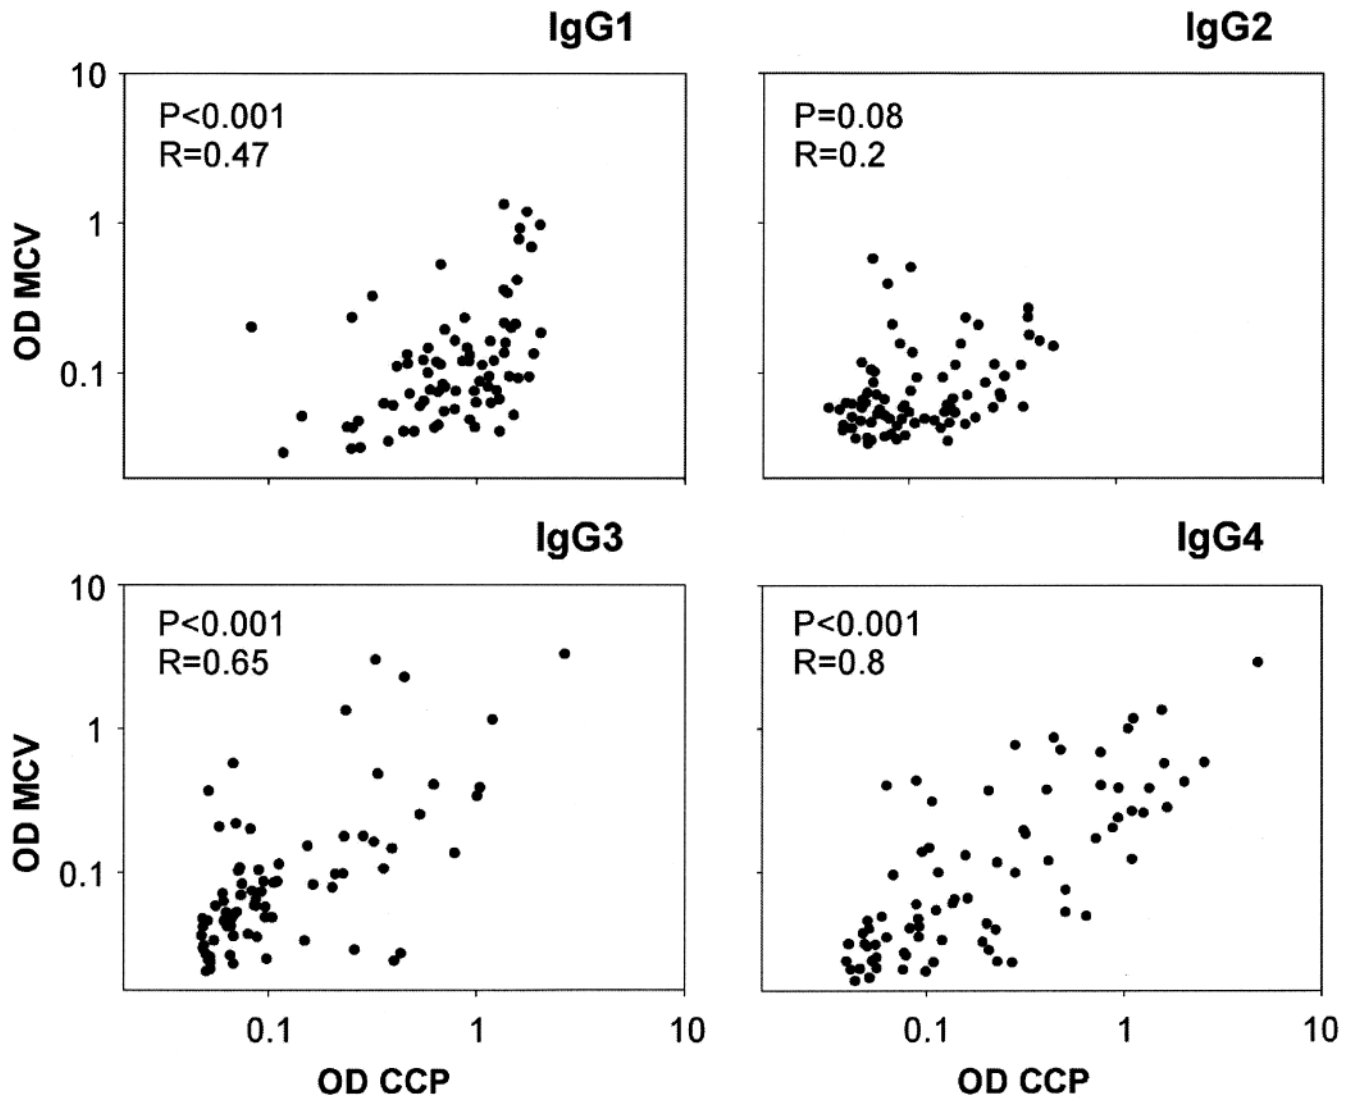 IgG1
IgG2
10
1
0.1
OD MCV
P<0.001
R=0.47
P=0.08
R=0.2
IgG3
IgG4
10
1
0.1
OD MCV
P<0.001
R=0.65
P<0.001
R=0.8
0.1 1 10
0.1 1 10
OD CCP
OD CCP